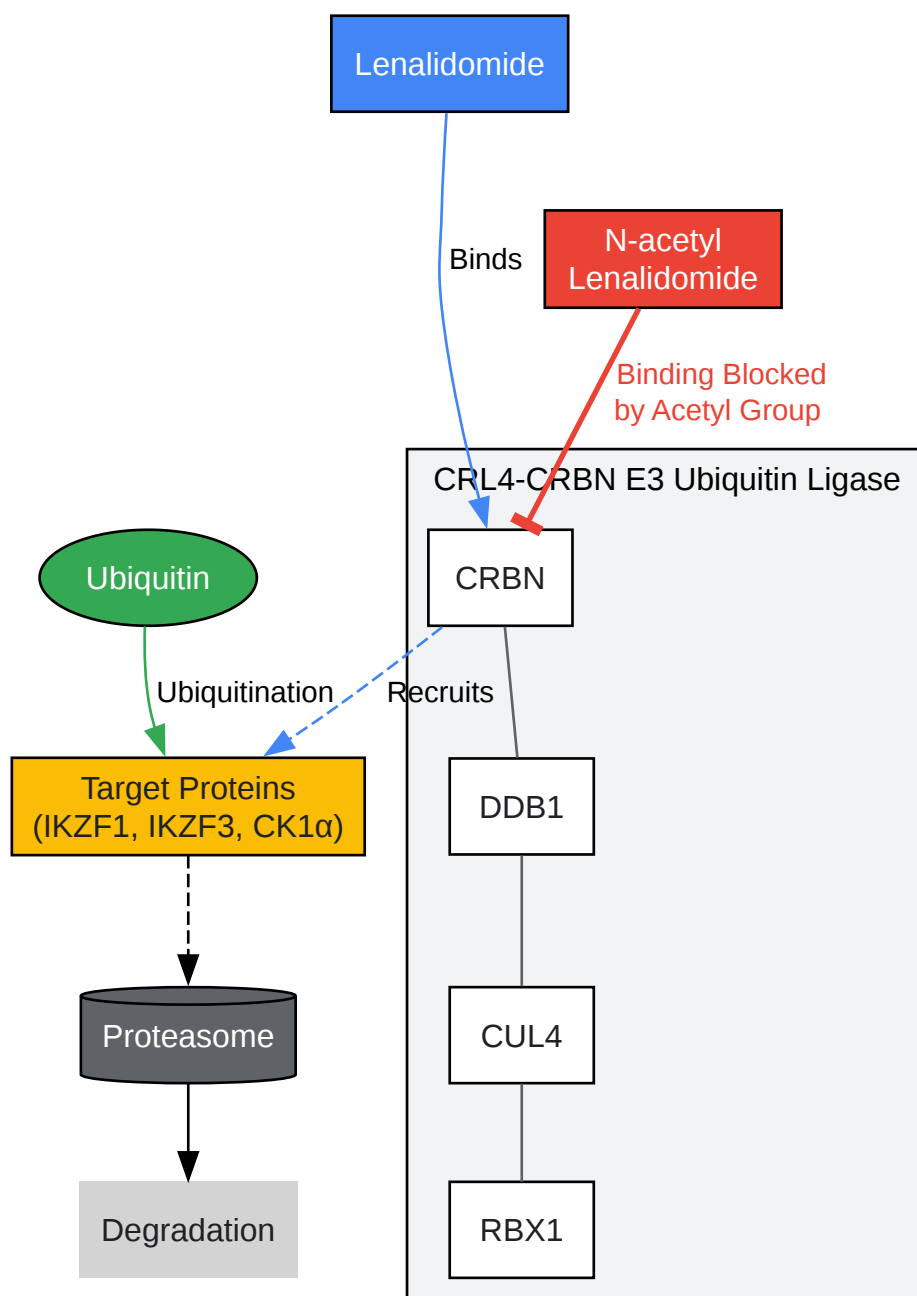 Lenalidomide
N-acetyl
Lenalidomide
Binds
Binding Blocked
by Acetyl Group
CRL4-CRBN E3 Ubiquitin Ligase
CRBN
Ubiquitin
Ubiquitination
Recruits
Target Proteins
(IKZF1, IKZF3, CK1α)
DDB1
Proteasome
CUL4
Degradation
RBX1